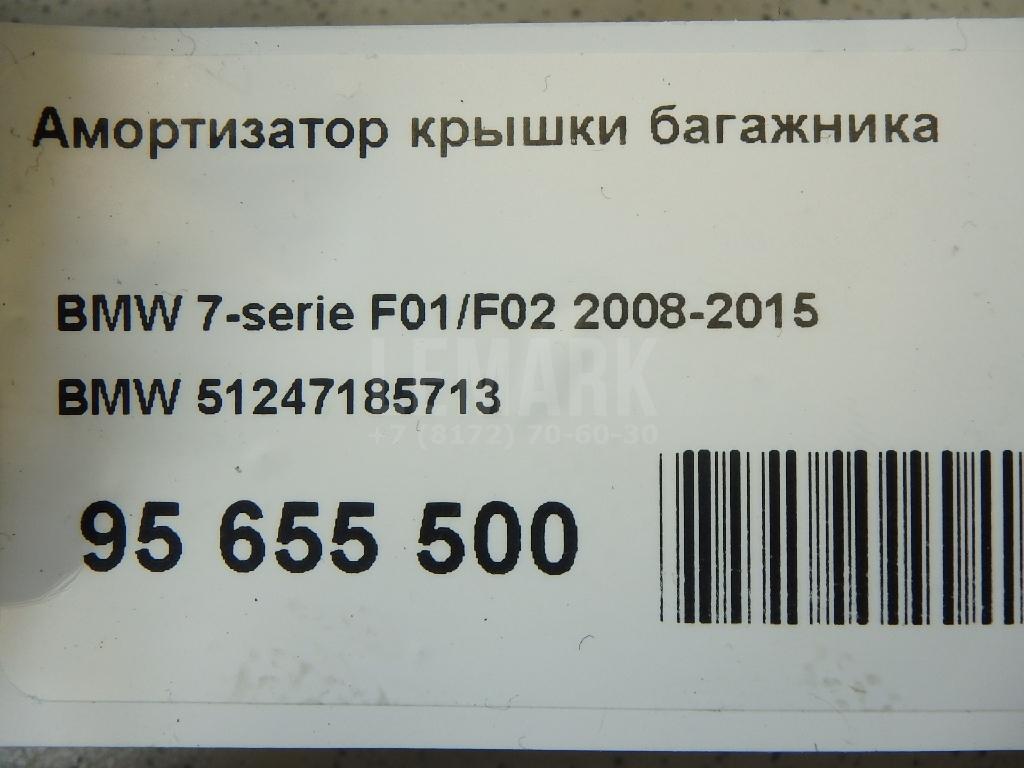 Амортизатор крышки багажника
BMW 7-serie F01/F02 2008-2015
LEMARK
BMW 51247185713
+7 (8172) 70-60-30
95 655 500